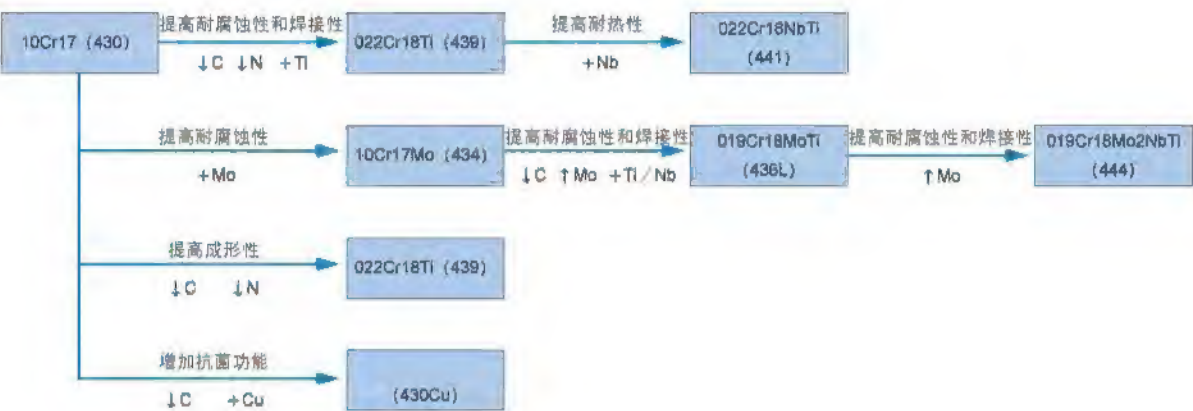 10Cr17 (430)
提高耐腐蚀性和焊接性
↓C ↓N +Ti
022Cr18Ti (439)
提高耐热性
+Nb
022Cr18NbTi
(441)
提高耐腐蚀性
+Mo
10Cr17Mo (434)
提高耐腐蚀性和焊接性
↓C ↑Mo +Ti/Nb
019Cr18MoTi
(436L)
提高耐腐蚀性和焊接性
↑Mo
019Cr18Mo2NbTi
(444)
提高成形性
↓C ↓N
022Cr18Ti (439)
增加抗菌功能
↓C +Cu
(430Cu)